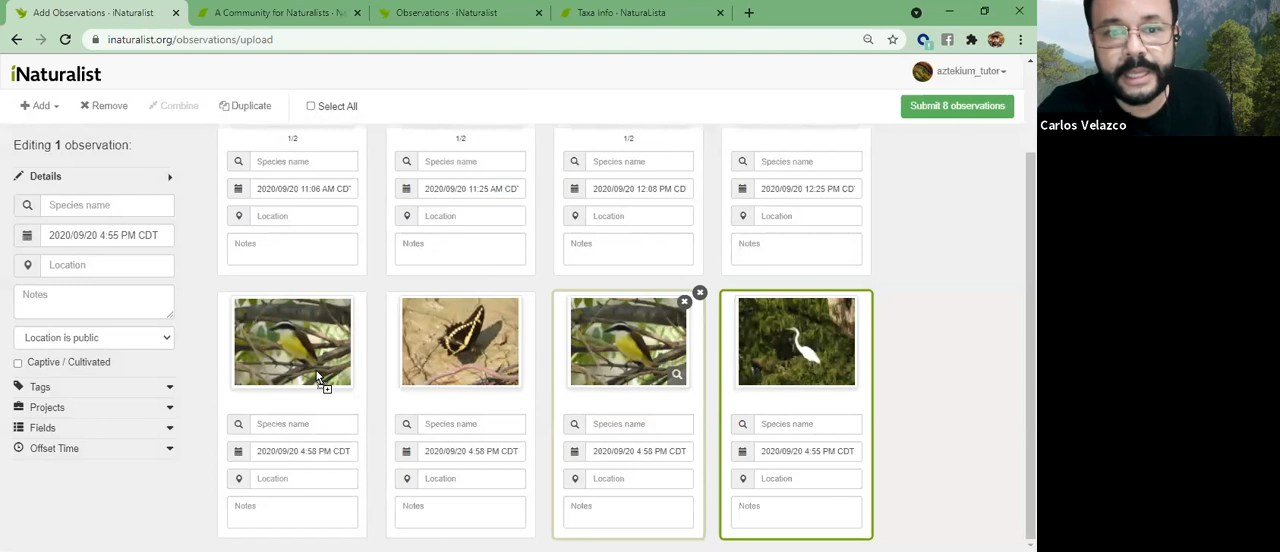 Add Observations - iNaturalist
A Community for Naturalists · N
Observations · iNaturalist
Taxa Info - NaturaLista
inaturalist.org/observations/upload
iNaturalist
aztekium_tutor
Carlos Velazco
Add
Remove
Combine
Duplicate
Select All
Submit 8 observations
Editing 1 observation:
Details
Species name
2020/09/20 4:55 PM CDT
Location
Notes
Location is public
Captive / Cultivated
Tags
Projects
Fields
Offset Time
1/2 1/2 1/2
Species name Species name Species name Species name
2020/09/20 11:06 AM CD 2020/09/20 11:25 AM CD 2020/09/20 12:08 PM CD 2020/09/20 12:25 PM CD
Location Location Location Location
Notes Notes Notes Notes
Species name Species name Species name Species name
2020/09/20 4:58 PM CDT 2020/09/20 4:58 PM CDT 2020/09/20 4:58 PM CDT 2020/09/20 4:55 PM CDT
Location Location Location Location
Notes Notes Notes Notes